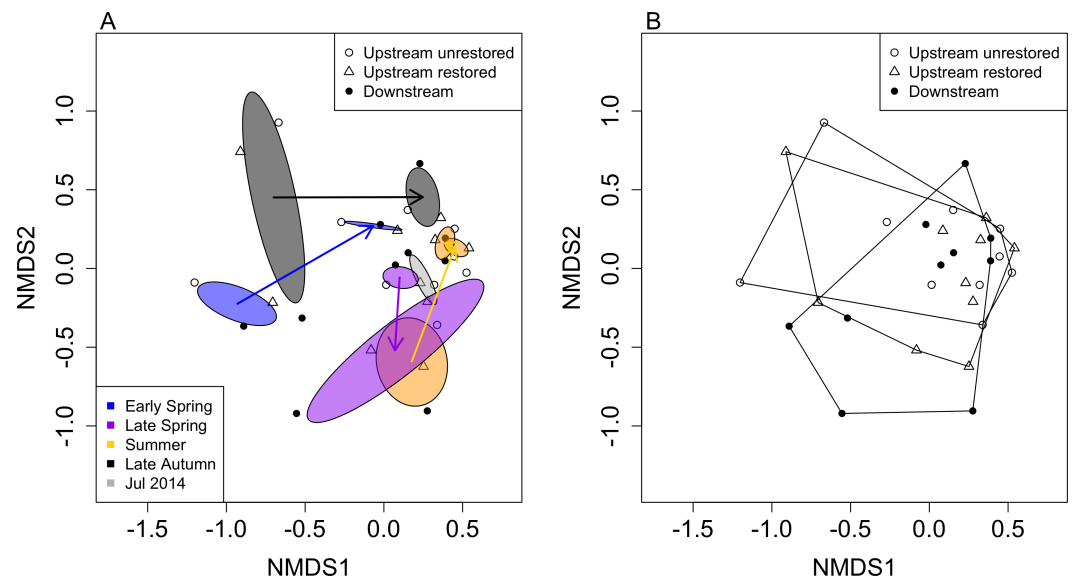 A
Upstream unrestored
Upstream restored
Downstream
1.0
0.5
0.0
-0.5
-1.0
NMDS2
Early Spring
Late Spring
Summer
Late Autumn
Jul 2014
-1.5 -1.0 -0.5 0.0 0.5
NMDS1
B
Upstream unrestored
Upstream restored
Downstream
1.0
0.5
0.0
-0.5
-1.0
NMDS2
-1.5 -1.0 -0.5 0.0 0.5
NMDS1